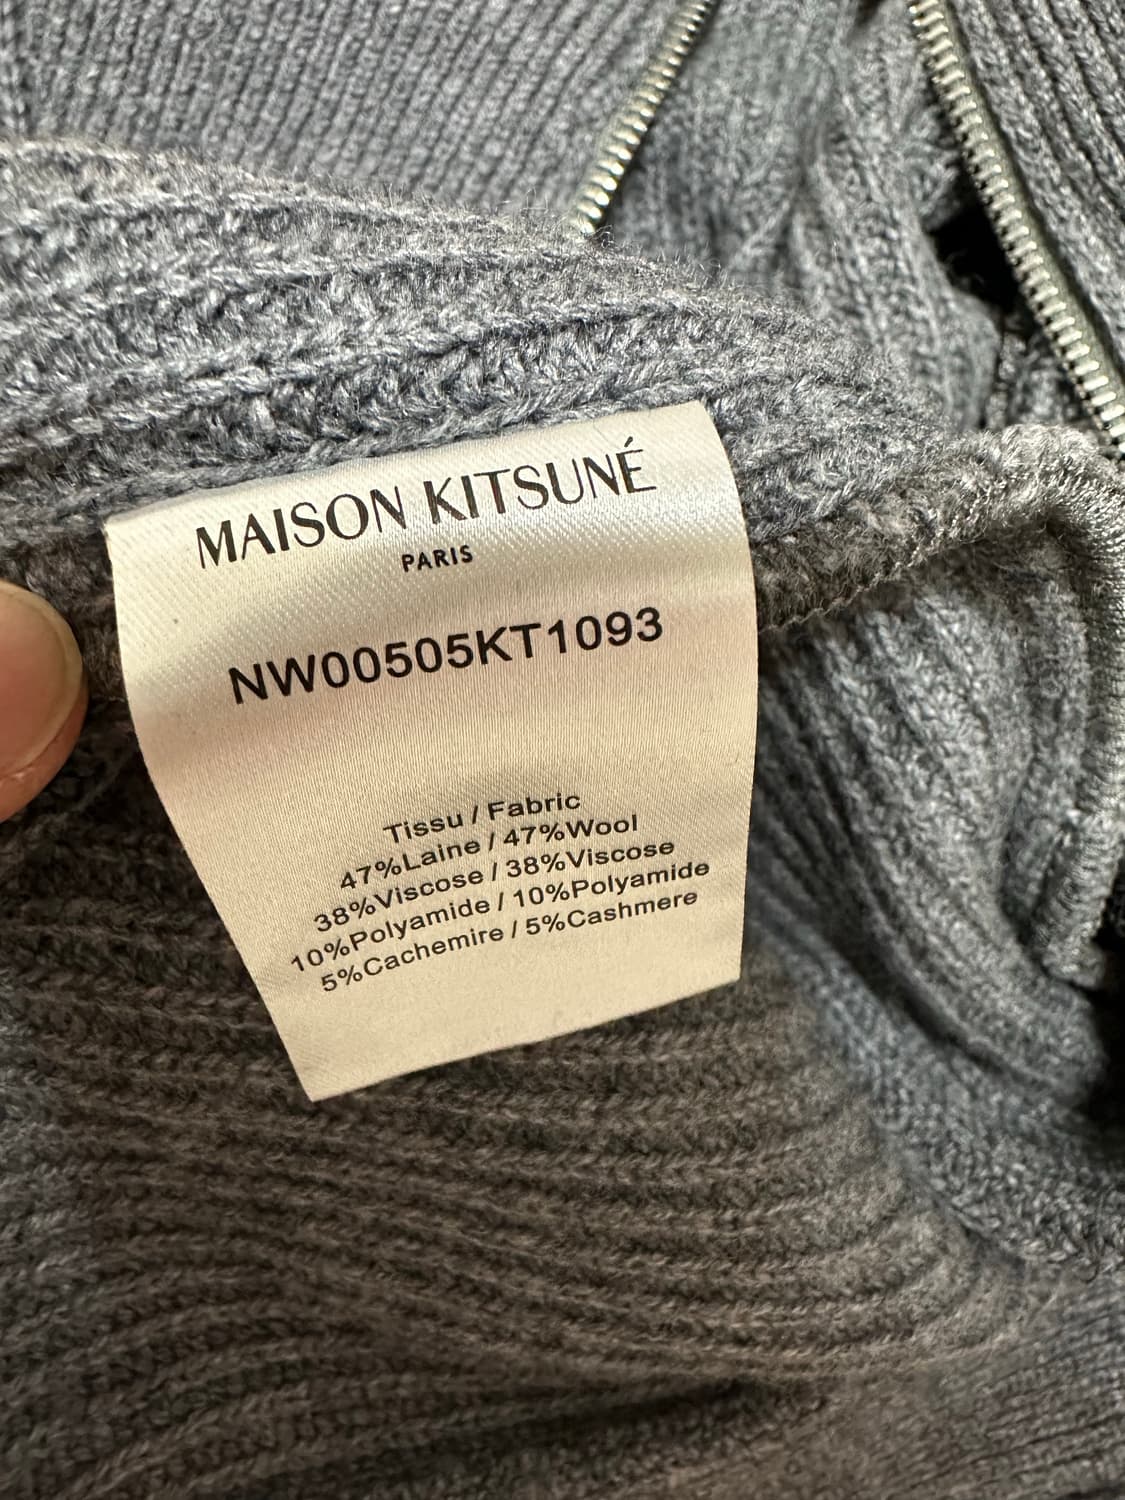 MAISON KITSUNÉ
PARIS
NW00505KT1093
Tissu / Fabric
47%Laine / 47%Wool
38%Viscose / 38%Viscose
10%Polyamide / 10%Polyamide
5%Cachemire / 5%Cashmere